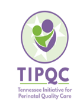 TIPQC
Tennessee Initiative for
Perinatal Quality Care